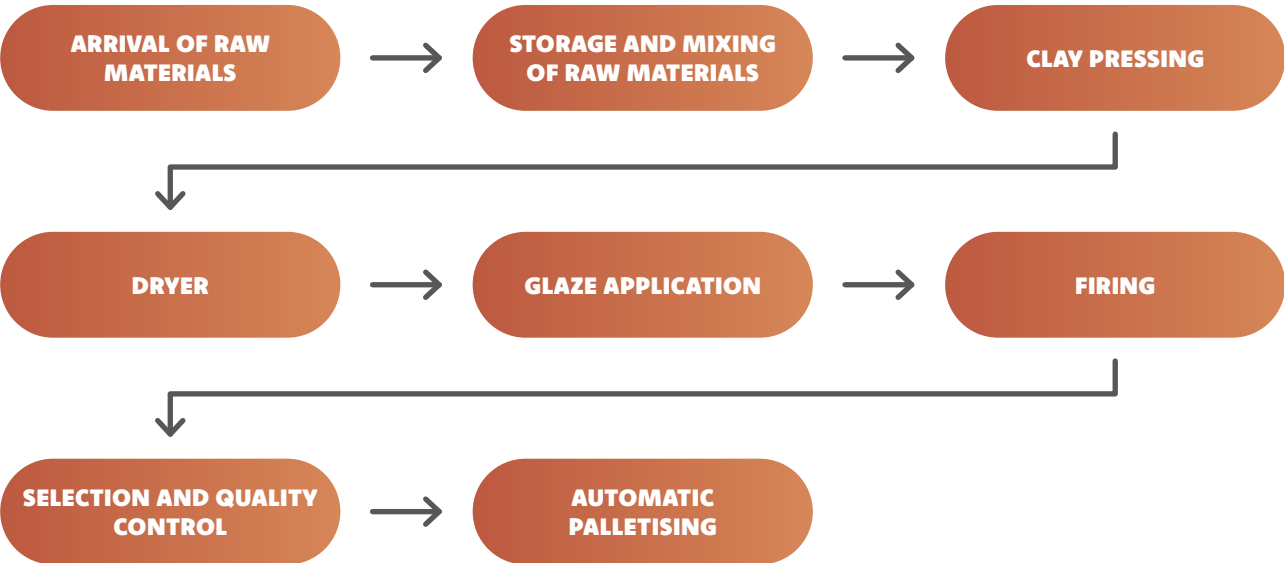 ARRIVAL OF RAW
MATERIALS
STORAGE AND MIXING
OF RAW MATERIALS
CLAY PRESSING
DRYER
GLAZE APPLICATION
FIRING
SELECTION AND QUALITY
CONTROL
AUTOMATIC
PALLETISING